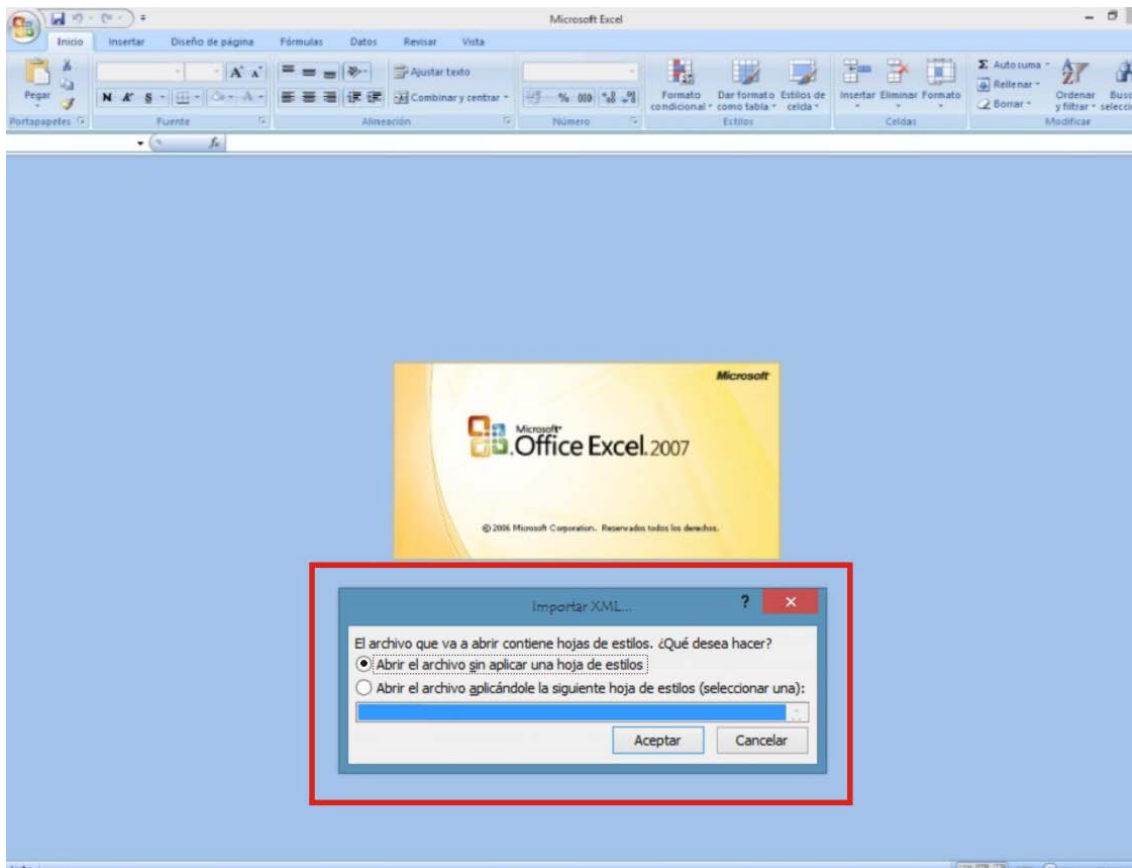 Microsoft Excel
Inicio Insertar Diseño de página Fórmulas Datos Revisar Vista
Pegar
N K S
Ajustar texto
Combinar y centrar
% 000
Formato condicional
Dar formato como tabla
Estilos de celda
Insertar Eliminar Formato
Σ Autosuma
Rellenar
Borrar
Ordenar y filtrar
Portapapeles Fuente Alineación Número Estilos Celdas Modificar
fx
Microsoft
Microsoft
Office Excel 2007
© 2006 Microsoft Corporation. Reservados todos los derechos.
Importar XML...
El archivo que va a abrir contiene hojas de estilos. ¿Qué desea hacer?
Abrir el archivo sin aplicar una hoja de estilos
Abrir el archivo aplicándole la siguiente hoja de estilos (seleccionar una):
Aceptar Cancelar